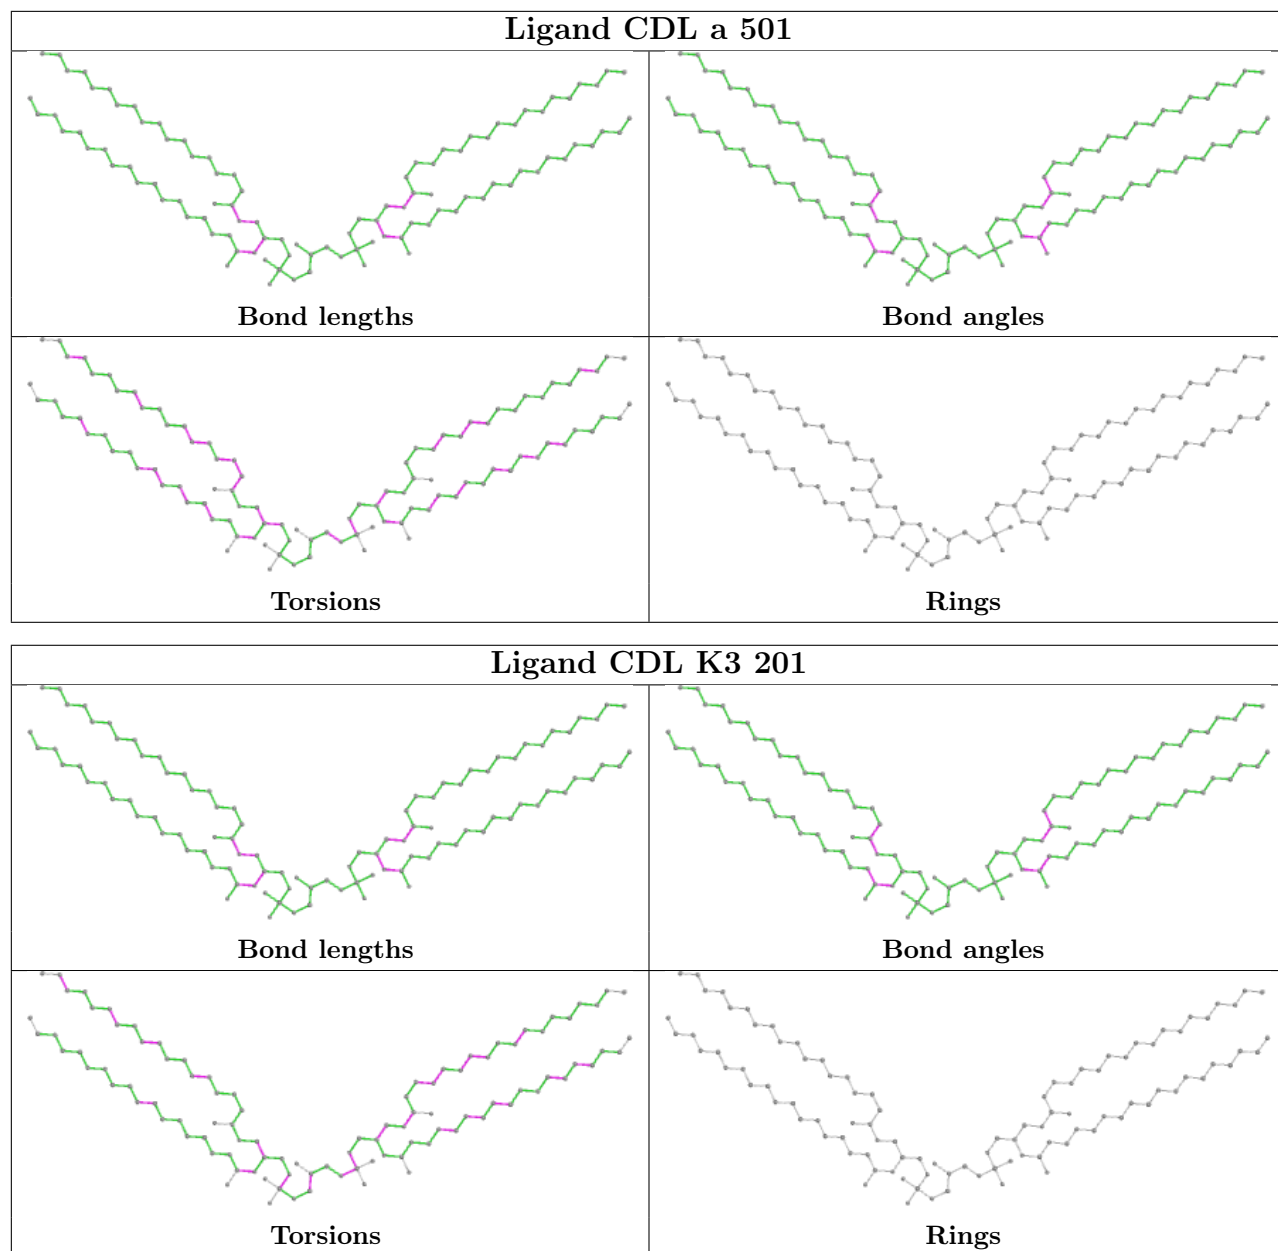 Ligand CDL a 501
Bond lengths
Bond angles
Torsions
Rings
Ligand CDL K3 201
Bond lengths
Bond angles
Torsions
Rings